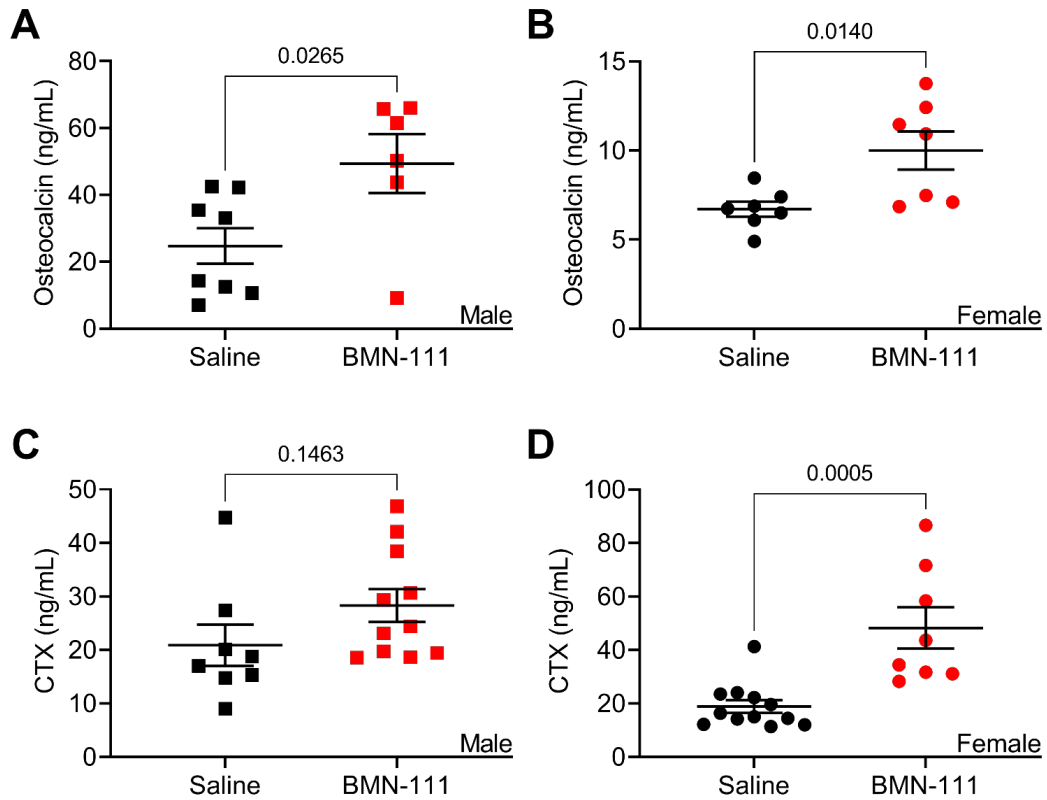 A
0.0265
80
60
40
20
0
Osteocalcin (ng/mL)
Male
Saline
BMN-111
B
0.0140
15
10
5
0
Osteocalcin (ng/mL)
Female
Saline
BMN-111
C
0.1463
50
40
30
20
10
0
CTX (ng/mL)
Male
Saline
BMN-111
D
0.0005
100
80
60
40
20
0
CTX (ng/mL)
Female
Saline
BMN-111